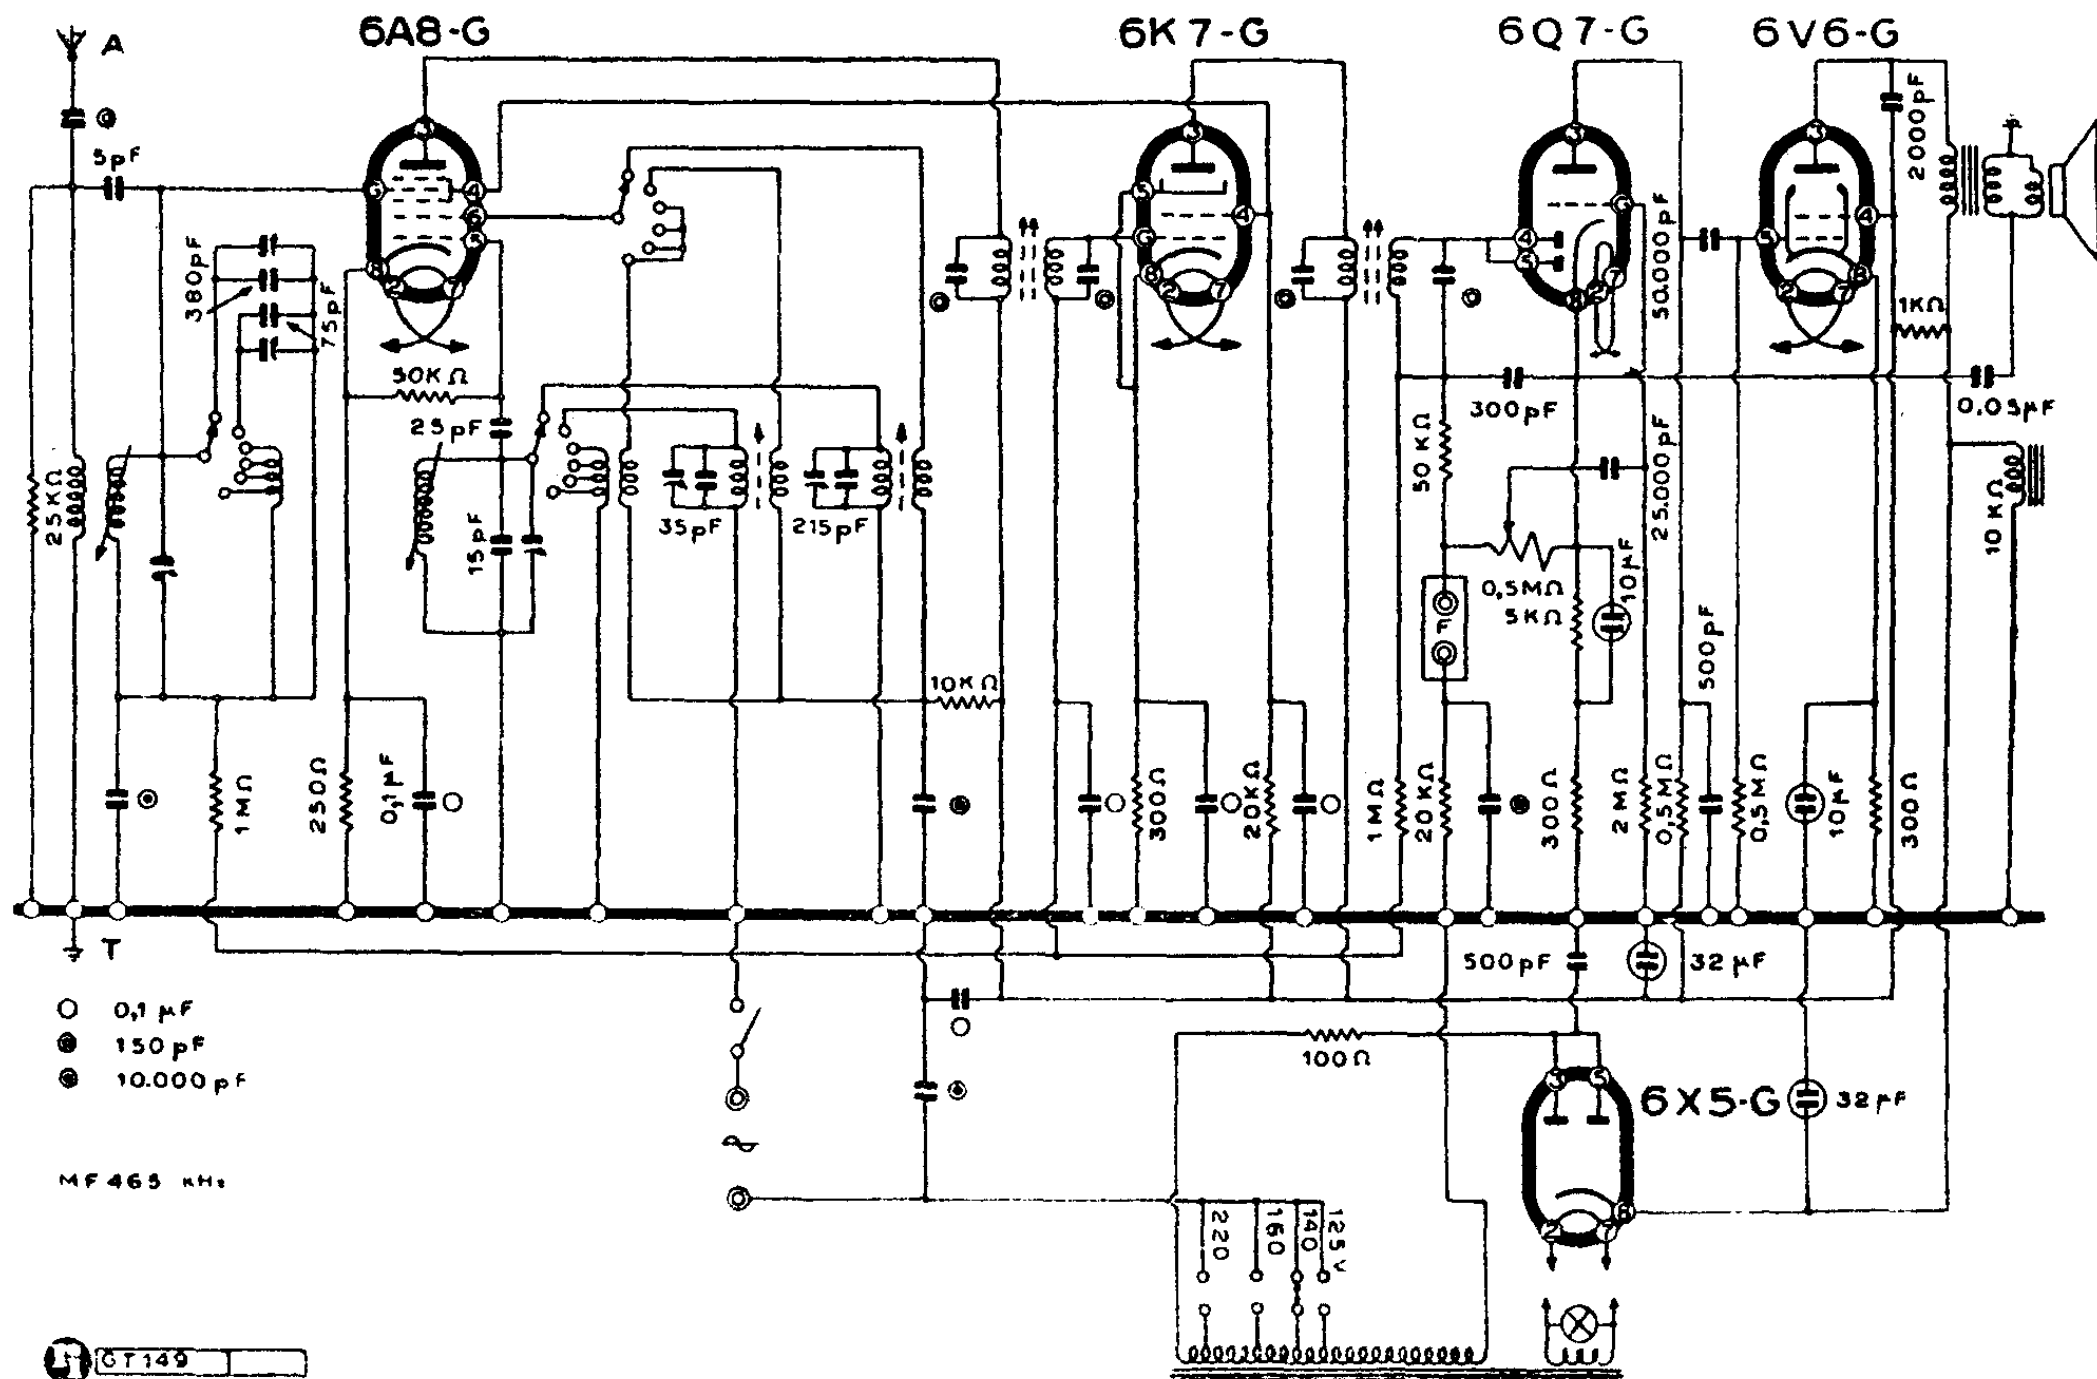 6A8-G
6K7-G
6Q7-G
6V6-G
A
5pF
380pF
75pF
50KΩ
25pF
25KΩ
15pF
35pF
215pF
10KΩ
1MΩ
250Ω
0,1µF
300Ω
20KΩ
1MΩ
20KΩ
300pF
50KΩ
0,5MΩ
5KΩ
10µF
50.000pF
25.000pF
500pF
300Ω
2MΩ
0,5MΩ
0,5MΩ
10µF
300Ω
2000pF
1KΩ
0.05µF
10KΩ
T
0,1µF
150pF
10.000pF
MF 465 KHz
500pF
32µF
100Ω
6X5-G
32µF
220
160
140
125V
GT149